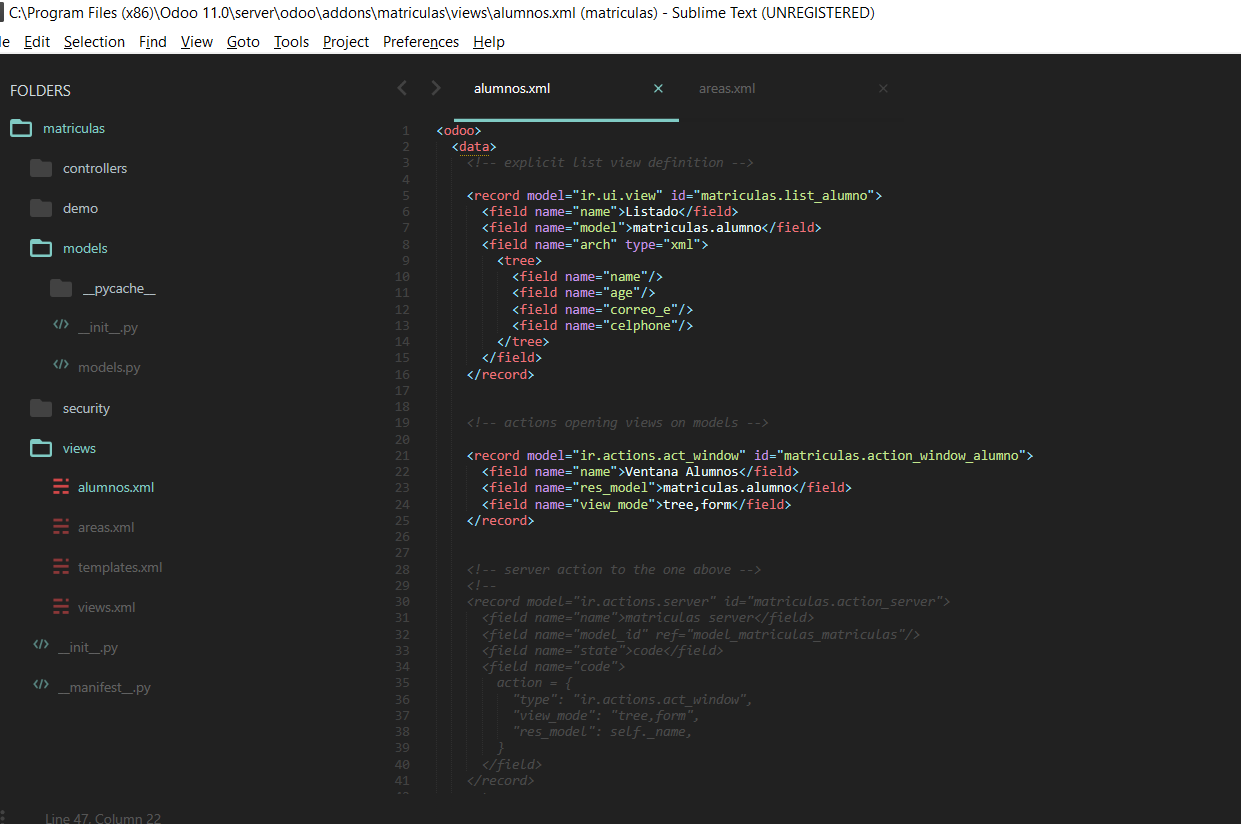 C:\Program Files (x86)\Odoo 11.0\server\odoo\addons\matriculas\views\alumnos.xml (matriculas) - Sublime Text (UNREGISTERED)
le Edit Selection Find View Goto Tools Project Preferences Help
FOLDERS
matriculas
controllers
demo
models
__pycache__
__init__.py
models.py
security
views
alumnos.xml
areas.xml
templates.xml
views.xml
__init__.py
__manifest__.py
alumnos.xml × areas.xml ×
1 <odoo>
2   <data>
3     <!-- explicit list view definition -->
4
5     <record model="ir.ui.view" id="matriculas.list_alumno">
6       <field name="name">Listado</field>
7       <field name="model">matriculas.alumno</field>
8       <field name="arch" type="xml">
9         <tree>
10           <field name="name"/>
11           <field name="age"/>
12           <field name="correo_e"/>
13           <field name="celphone"/>
14         </tree>
15       </field>
16     </record>
17
18
19     <!-- actions opening views on models -->
20
21     <record model="ir.actions.act_window" id="matriculas.action_window_alumno">
22       <field name="name">Ventana Alumnos</field>
23       <field name="res_model">matriculas.alumno</field>
24       <field name="view_mode">tree,form</field>
25     </record>
26
27
28     <!-- server action to the one above -->
29     <!--
30     <record model="ir.actions.server" id="matriculas.action_server">
31       <field name="name">matriculas server</field>
32       <field name="model_id" ref="model_matriculas_matriculas"/>
33       <field name="state">code</field>
34       <field name="code">
35         action = {
36           "type": "ir.actions.act_window",
37           "view_mode": "tree,form",
38           "res_model": self._name,
39         }
40       </field>
41     </record>
Line 47, Column 22